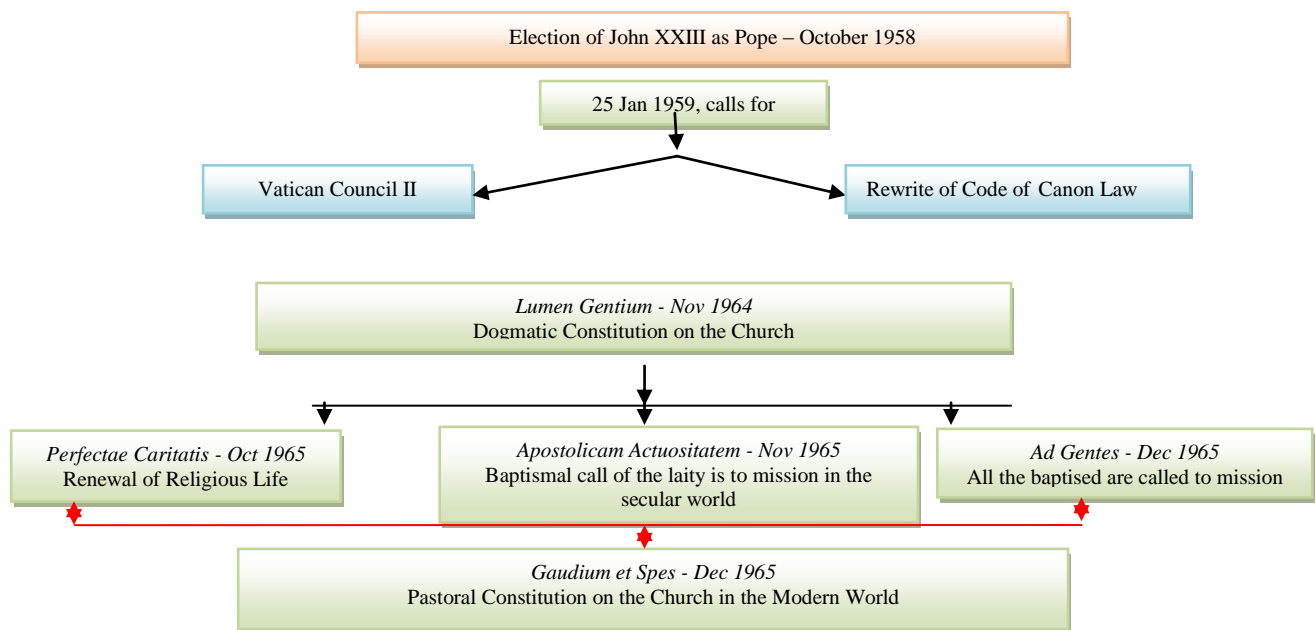 Election of John XXIII as Pope – October 1958
25 Jan 1959, calls for
Vatican Council II
Rewrite of Code of Canon Law
Lumen Gentium - Nov 1964
Dogmatic Constitution on the Church
Perfectae Caritatis - Oct 1965
Renewal of Religious Life
Apostolicam Actuositatem - Nov 1965
Baptismal call of the laity is to mission in the
secular world
Ad Gentes - Dec 1965
All the baptised are called to mission
Gaudium et Spes - Dec 1965
Pastoral Constitution on the Church in the Modern World